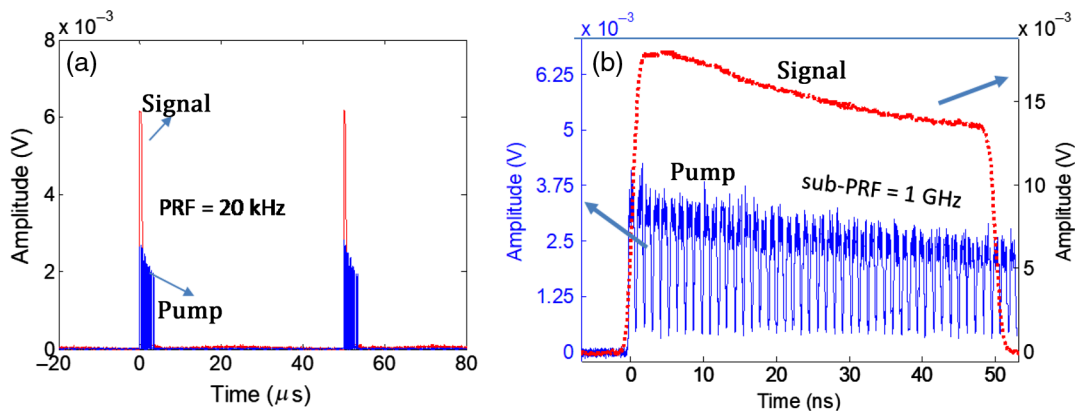 x 10⁻³
8
6
4
2
0
Amplitude (V)
(a)
Signal
PRF = 20 kHz
Pump
−20
0
20
40
60
80
Time (μs)
x 10⁻³
6.25
5
3.75
2.5
1.25
0
Amplitude (V)
(b)
Signal
Pump
sub-PRF = 1 GHz
x 10⁻³
15
10
5
0
Amplitude (V)
0
10
20
30
40
50
Time (ns)